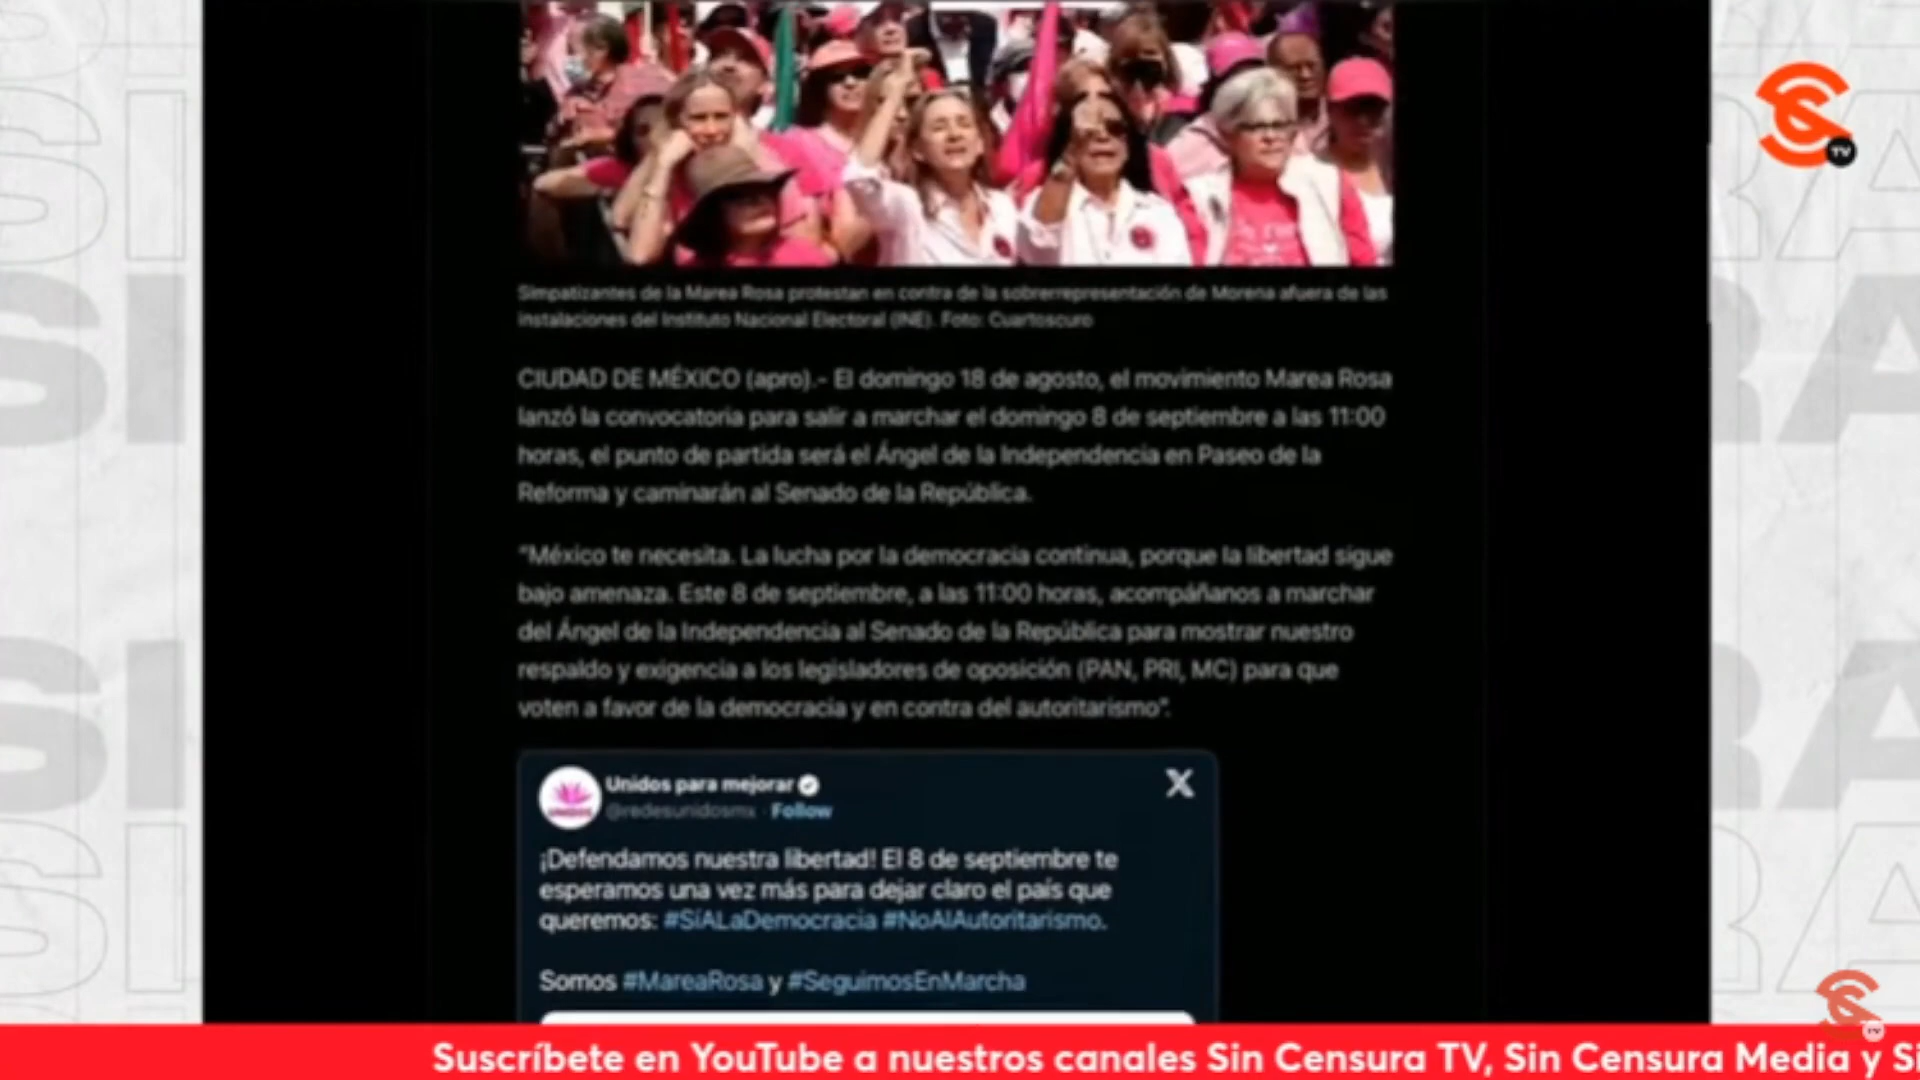 Simpatizantes de la Marea Rosa protestan en contra de la sobrerrepresentación de Morena afuera de las
instalaciones del Instituto Nacional Electoral (INE). Foto: Cuartoscuro
CIUDAD DE MÉXICO (apro).- El domingo 18 de agosto, el movimiento Marea Rosa
lanzó la convocatoria para salir a marchar el domingo 8 de septiembre a las 11:00
horas, el punto de partida será el Ángel de la Independencia en Paseo de la
Reforma y caminarán al Senado de la República.
“México te necesita. La lucha por la democracia continua, porque la libertad sigue
bajo amenaza. Este 8 de septiembre, a las 11:00 horas, acompáñanos a marchar
del Ángel de la Independencia al Senado de la República para mostrar nuestro
respaldo y exigencia a los legisladores de oposición (PAN, PRI, MC) para que
voten a favor de la democracia y en contra del autoritarismo”.
Unidos para mejorar
@redesunidosmx · Follow
¡Defendamos nuestra libertad! El 8 de septiembre te
esperamos una vez más para dejar claro el país que
queremos: #SíALaDemocracia #NoAlAutoritarismo.
Somos #MareaRosa y #SeguimosEnMarcha
Suscríbete en YouTube a nuestros canales Sin Censura TV, Sin Censura Media y Si
TV
TV